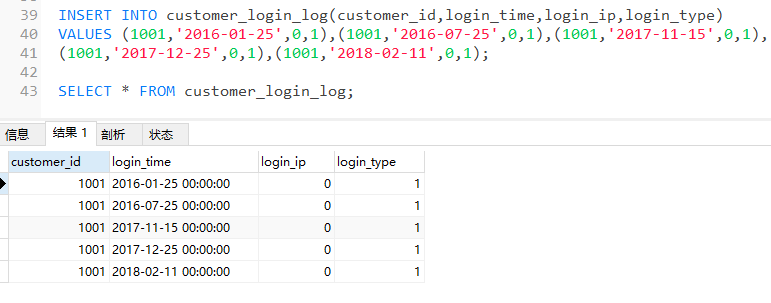 39 INSERT INTO customer_login_log(customer_id,login_time,login_ip,login_type)
40 VALUES (1001,'2016-01-25',0,1),(1001,'2016-07-25',0,1),(1001,'2017-11-15',0,1),
41 (1001,'2017-12-25',0,1),(1001,'2018-02-11',0,1);
42
43 SELECT * FROM customer_login_log;
信息 结果 1 剖析 状态
customer_id login_time login_ip login_type
1001 2016-01-25 00:00:00 0 1
1001 2016-07-25 00:00:00 0 1
1001 2017-11-15 00:00:00 0 1
1001 2017-12-25 00:00:00 0 1
1001 2018-02-11 00:00:00 0 1